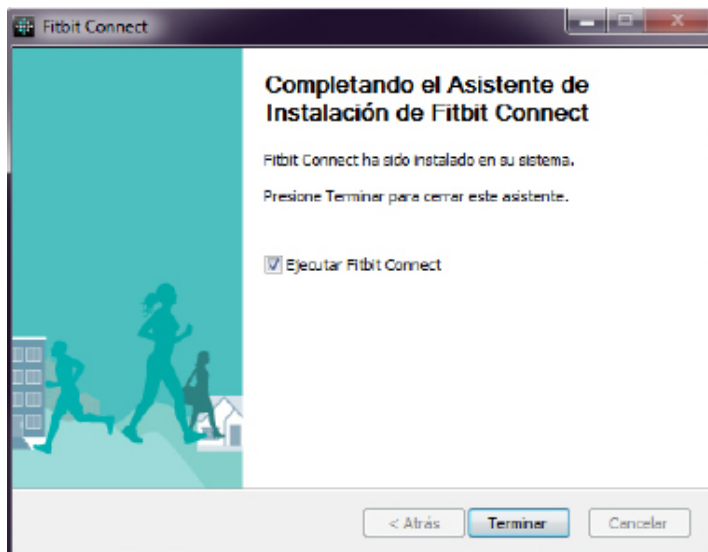 Fitbit Connect
Completando el Asistente de
Instalación de Fitbit Connect
Fitbit Connect ha sido instalado en su sistema.
Presione Terminar para cerrar este asistente.
Ejecutar Fitbit Connect
< Atrás Terminar Cancelar